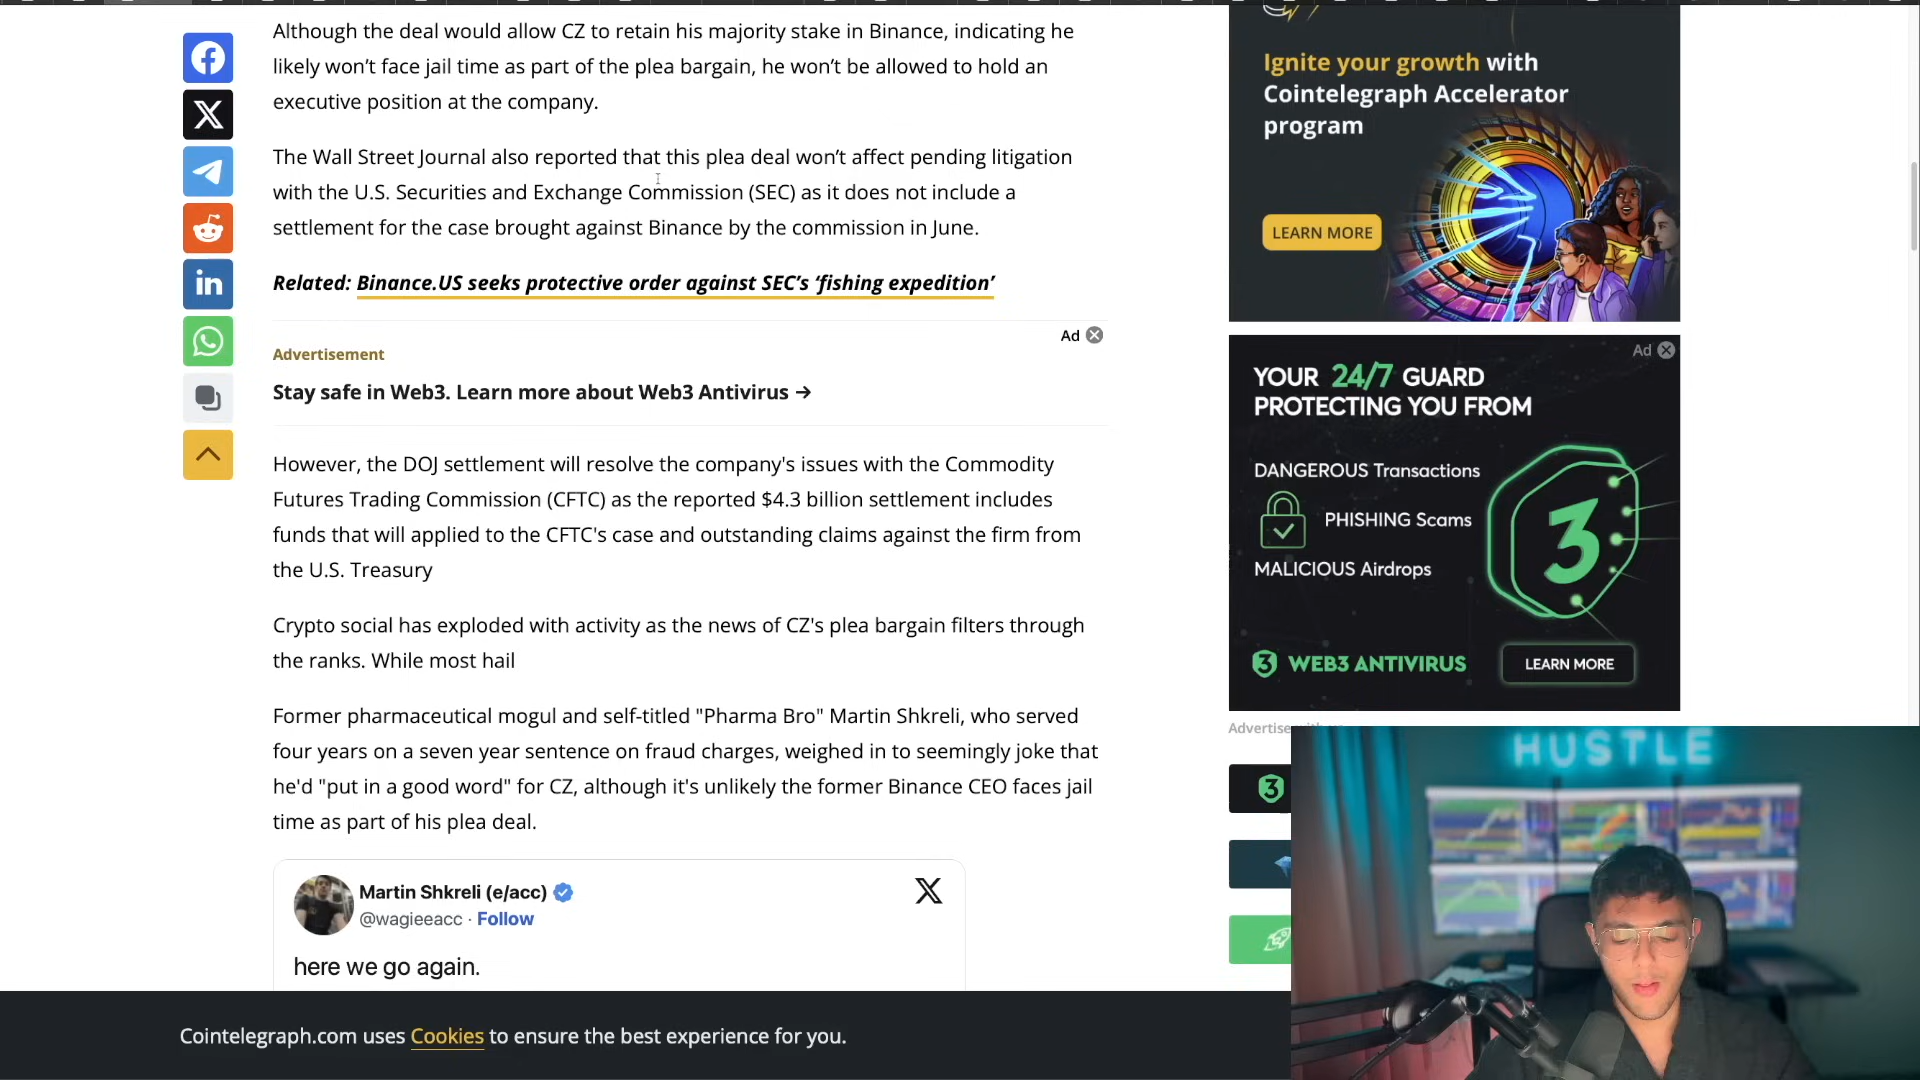 Although the deal would allow CZ to retain his majority stake in Binance, indicating he
likely won’t face jail time as part of the plea bargain, he won’t be allowed to hold an
executive position at the company.
The Wall Street Journal also reported that this plea deal won’t affect pending litigation
with the U.S. Securities and Exchange Commission (SEC) as it does not include a
settlement for the case brought against Binance by the commission in June.
Related: Binance.US seeks protective order against SEC’s ‘fishing expedition’
Ad
Advertisement
Stay safe in Web3. Learn more about Web3 Antivirus →
However, the DOJ settlement will resolve the company's issues with the Commodity
Futures Trading Commission (CFTC) as the reported $4.3 billion settlement includes
funds that will applied to the CFTC's case and outstanding claims against the firm from
the U.S. Treasury
Crypto social has exploded with activity as the news of CZ's plea bargain filters through
the ranks. While most hail
Former pharmaceutical mogul and self-titled "Pharma Bro" Martin Shkreli, who served
four years on a seven year sentence on fraud charges, weighed in to seemingly joke that
he'd "put in a good word" for CZ, although it's unlikely the former Binance CEO faces jail
time as part of his plea deal.
Martin Shkreli (e/acc)
@wagieeacc · Follow
here we go again.
Cointelegraph.com uses Cookies to ensure the best experience for you.
Ignite your growth with
Cointelegraph Accelerator
program
LEARN MORE
Ad
YOUR 24/7 GUARD
PROTECTING YOU FROM
DANGEROUS Transactions
PHISHING Scams
MALICIOUS Airdrops
3
3 WEB3 ANTIVIRUS
LEARN MORE
Advertise
3
HUSTLE